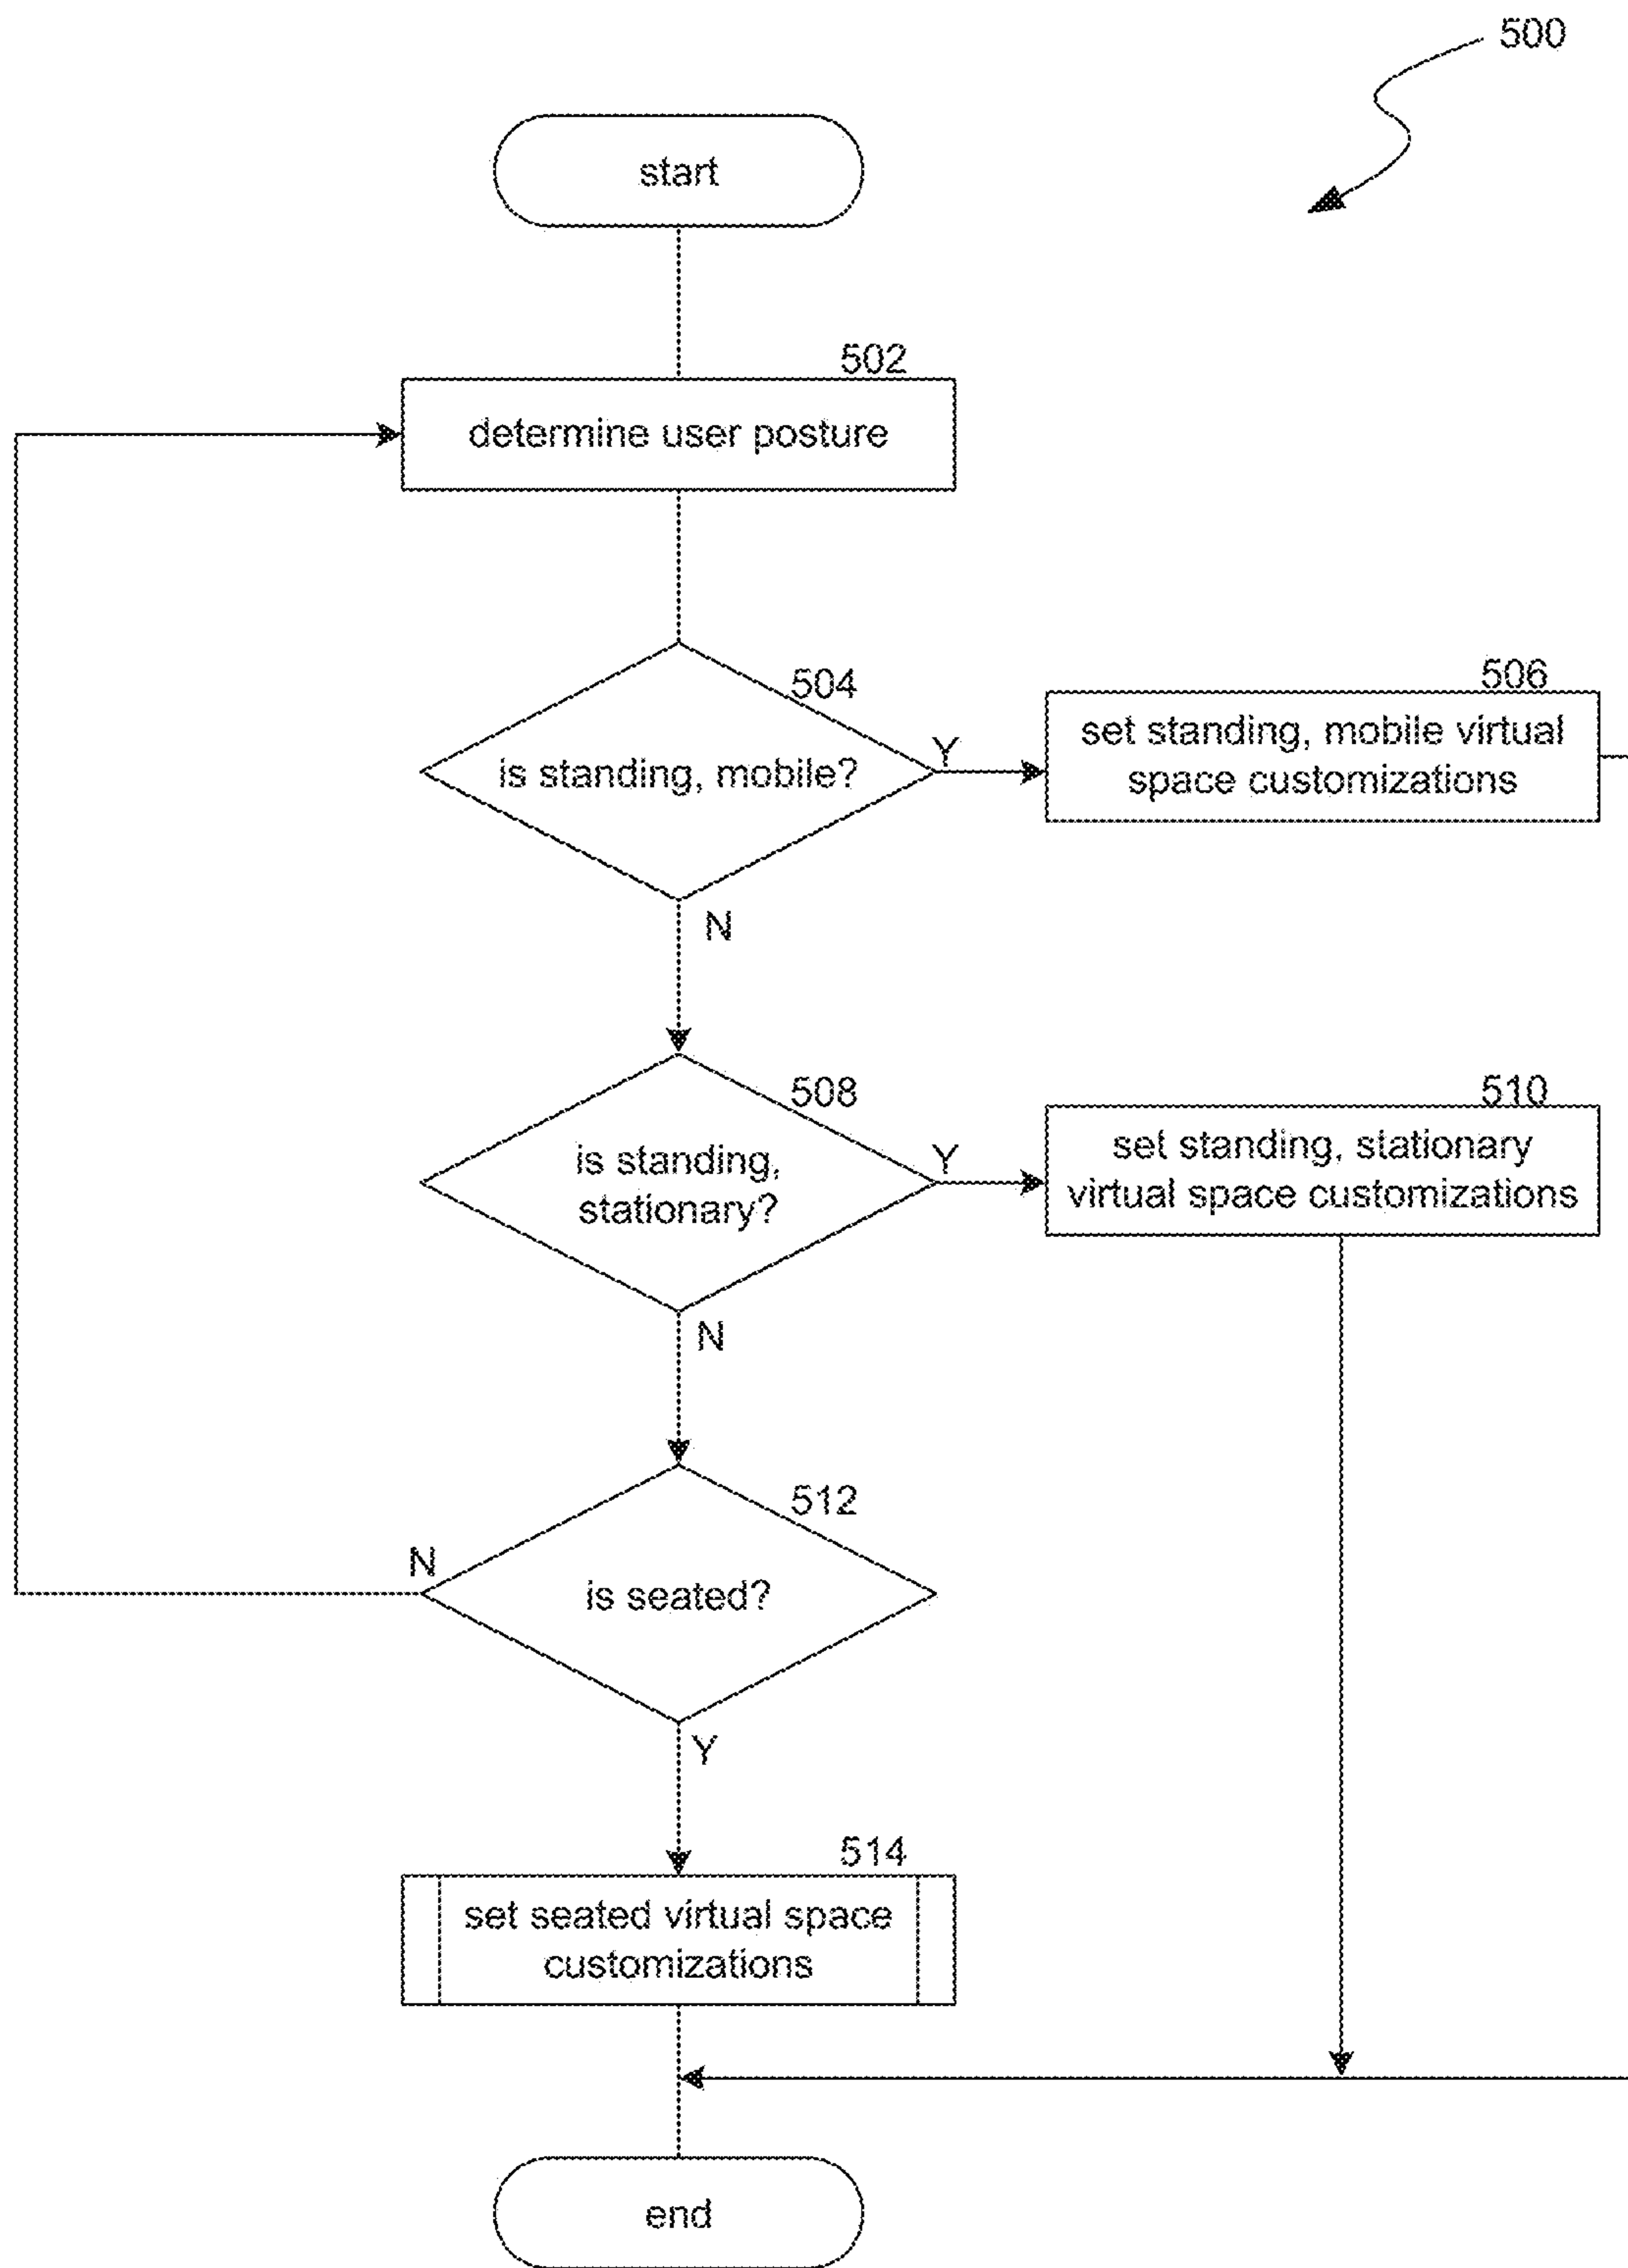 500
start
502
determine user posture
504
is standing, mobile?
Y
506
set standing, mobile virtual
space customizations
N
508
is standing,
stationary?
Y
510
set standing, stationary
virtual space customizations
N
512
N
is seated?
Y
514
set seated virtual space
customizations
end